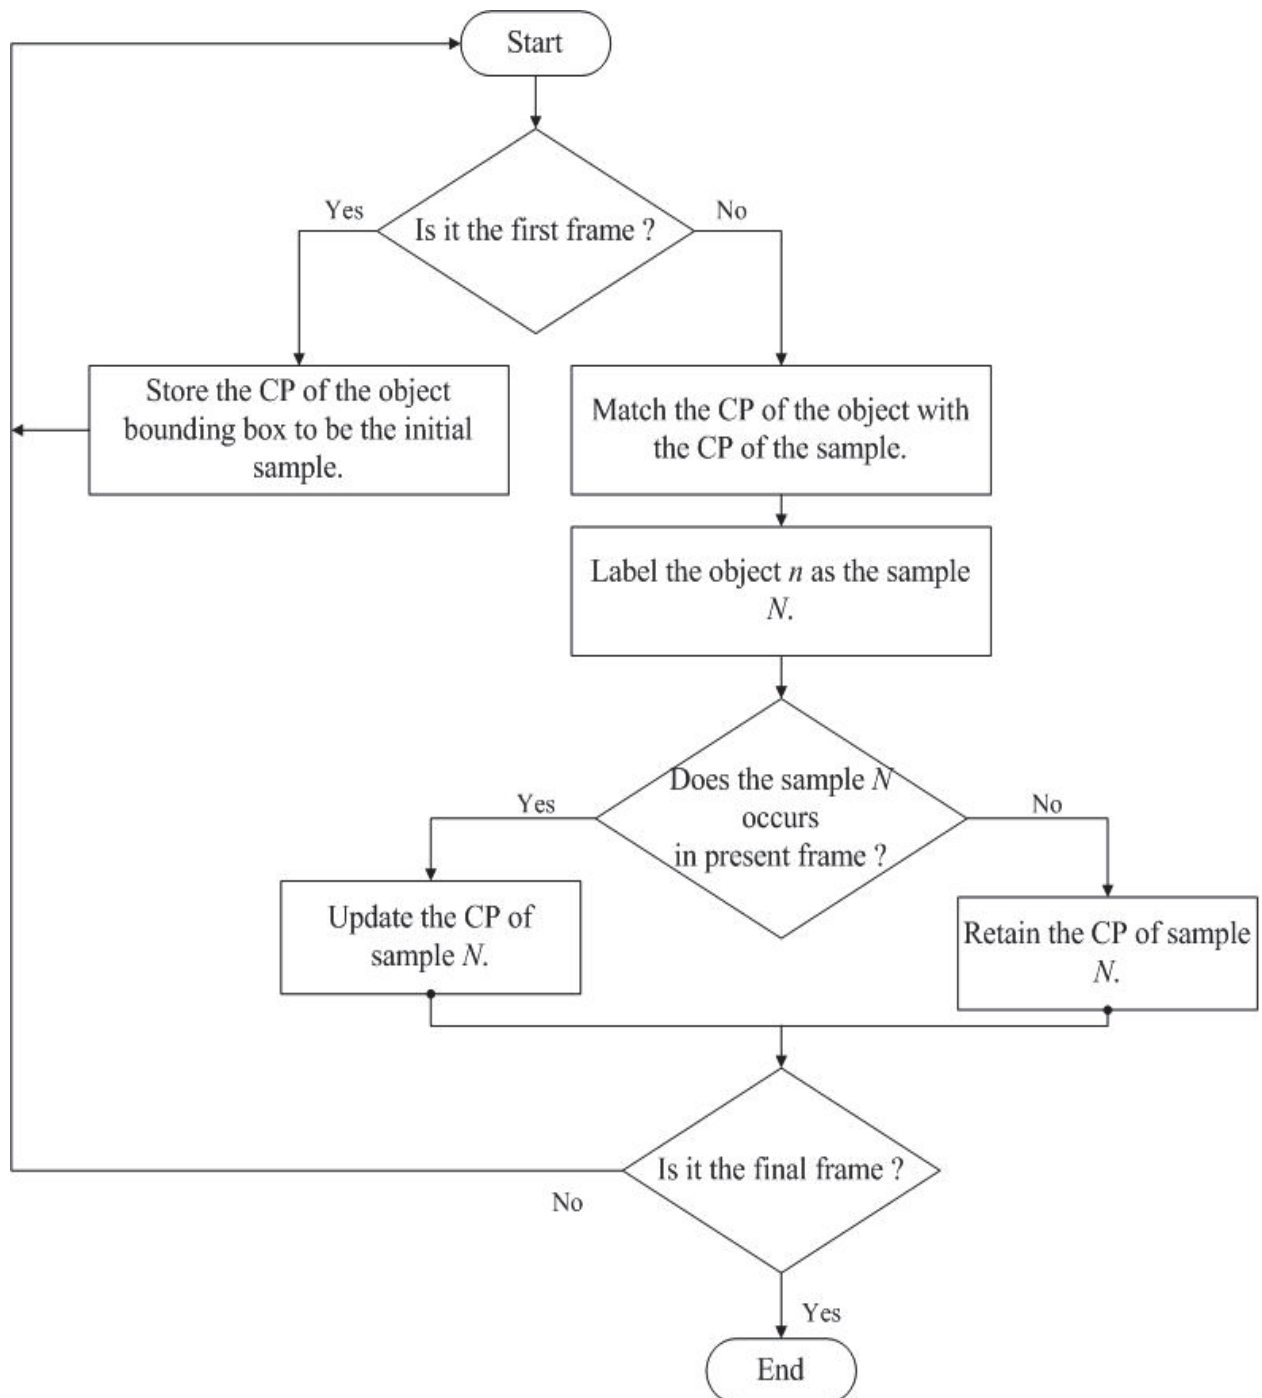 Start
Is it the first frame ?
Yes
No
Store the CP of the object
bounding box to be the initial
sample.
Match the CP of the object with
the CP of the sample.
Label the object n as the sample
N.
Does the sample N
occurs
in present frame ?
Yes
No
Update the CP of
sample N.
Retain the CP of sample
N.
Is it the final frame ?
No
Yes
End